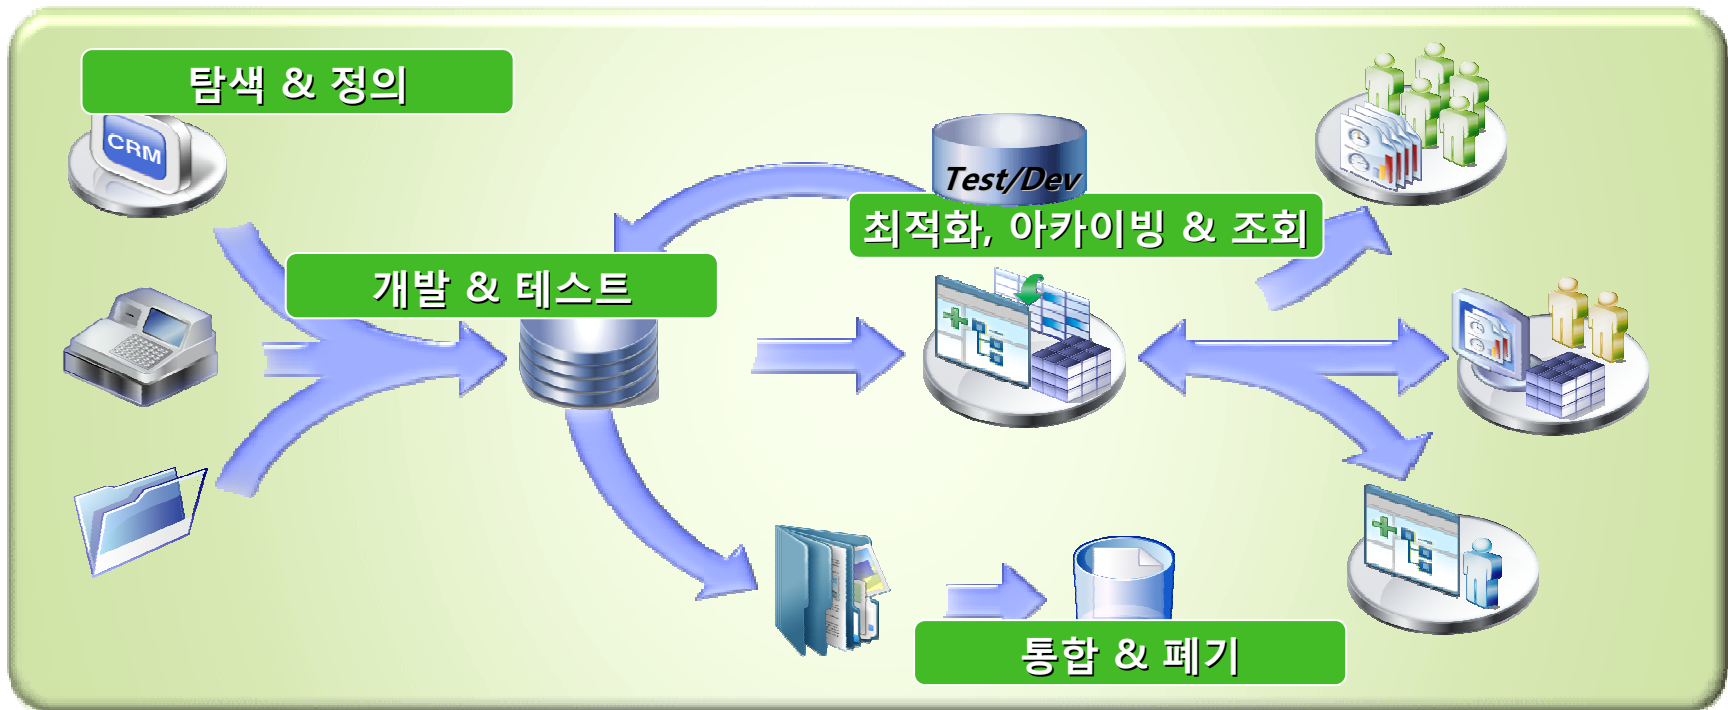 탐색 & 정의
CRM
Test/Dev
최적화, 아카이빙 & 조회
개발 & 테스트
통합 & 폐기